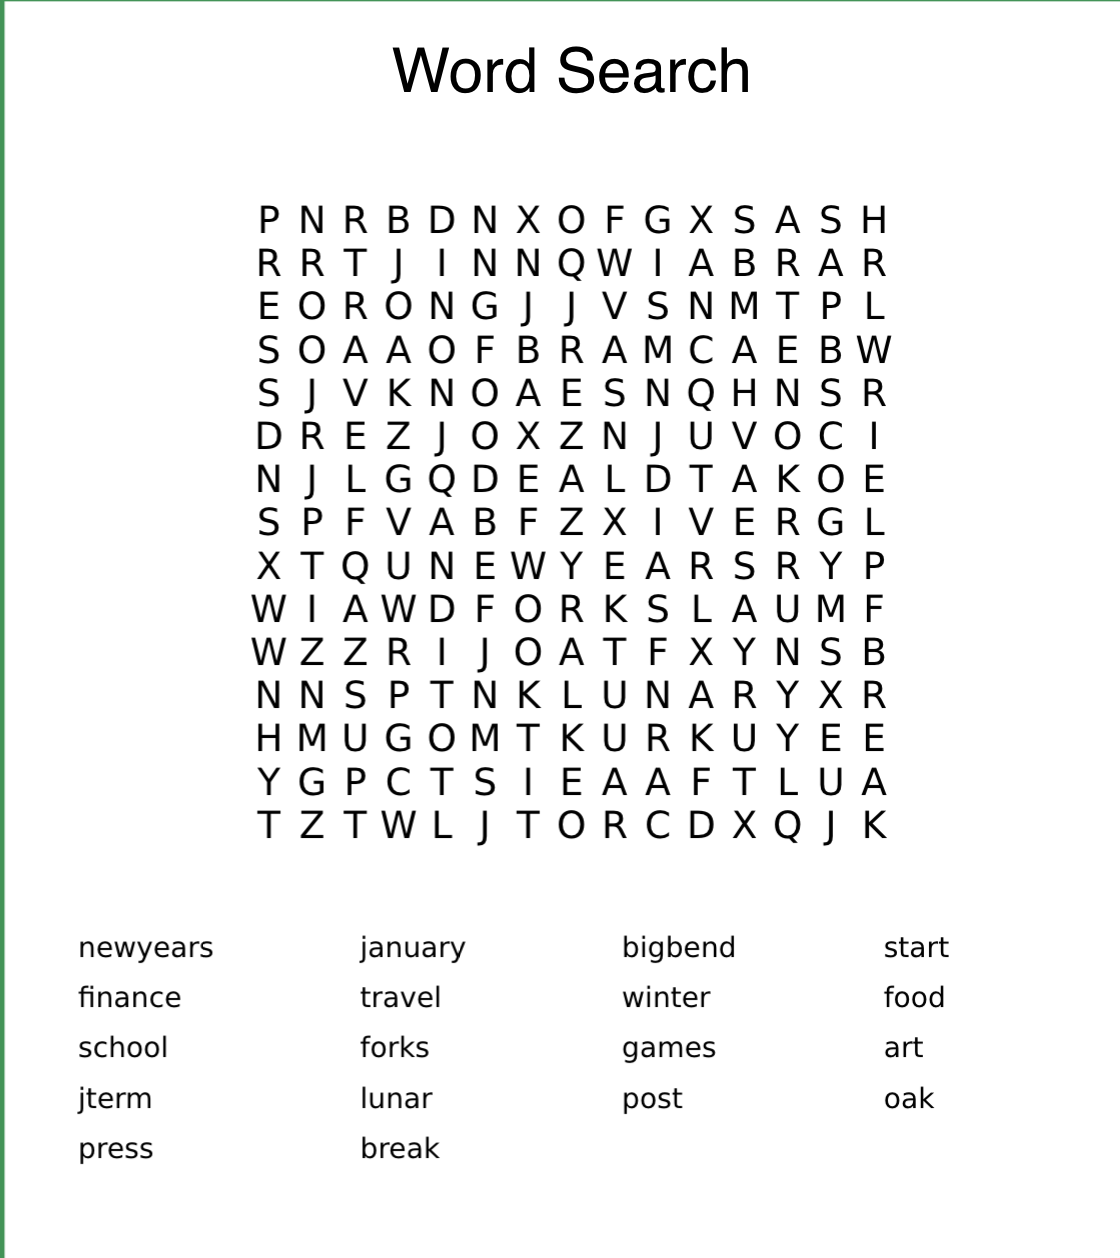 Word Search
P N R B D N X O F G X S A S H
R R T J I N N Q W I A B R A R
E O R O N G J J V S N M T P L
S O A A O F B R A M C A E B W
S J V K N O A E S N Q H N S R
D R E Z J O X Z N J U V O C I
N J L G Q D E A L D T A K O E
S P F V A B F Z X I V E R G L
X T Q U N E W Y E A R S R Y P
W I A W D F O R K S L A U M F
W Z Z R I J O A T F X Y N S B
N N S P T N K L U N A R Y X R
H M U G O M T K U R K U Y E E
Y G P C T S I E A A F T L U A
T Z T W L J T O R C D X Q J K
newyears january bigbend start
finance travel winter food
school forks games art
jterm lunar post oak
press break